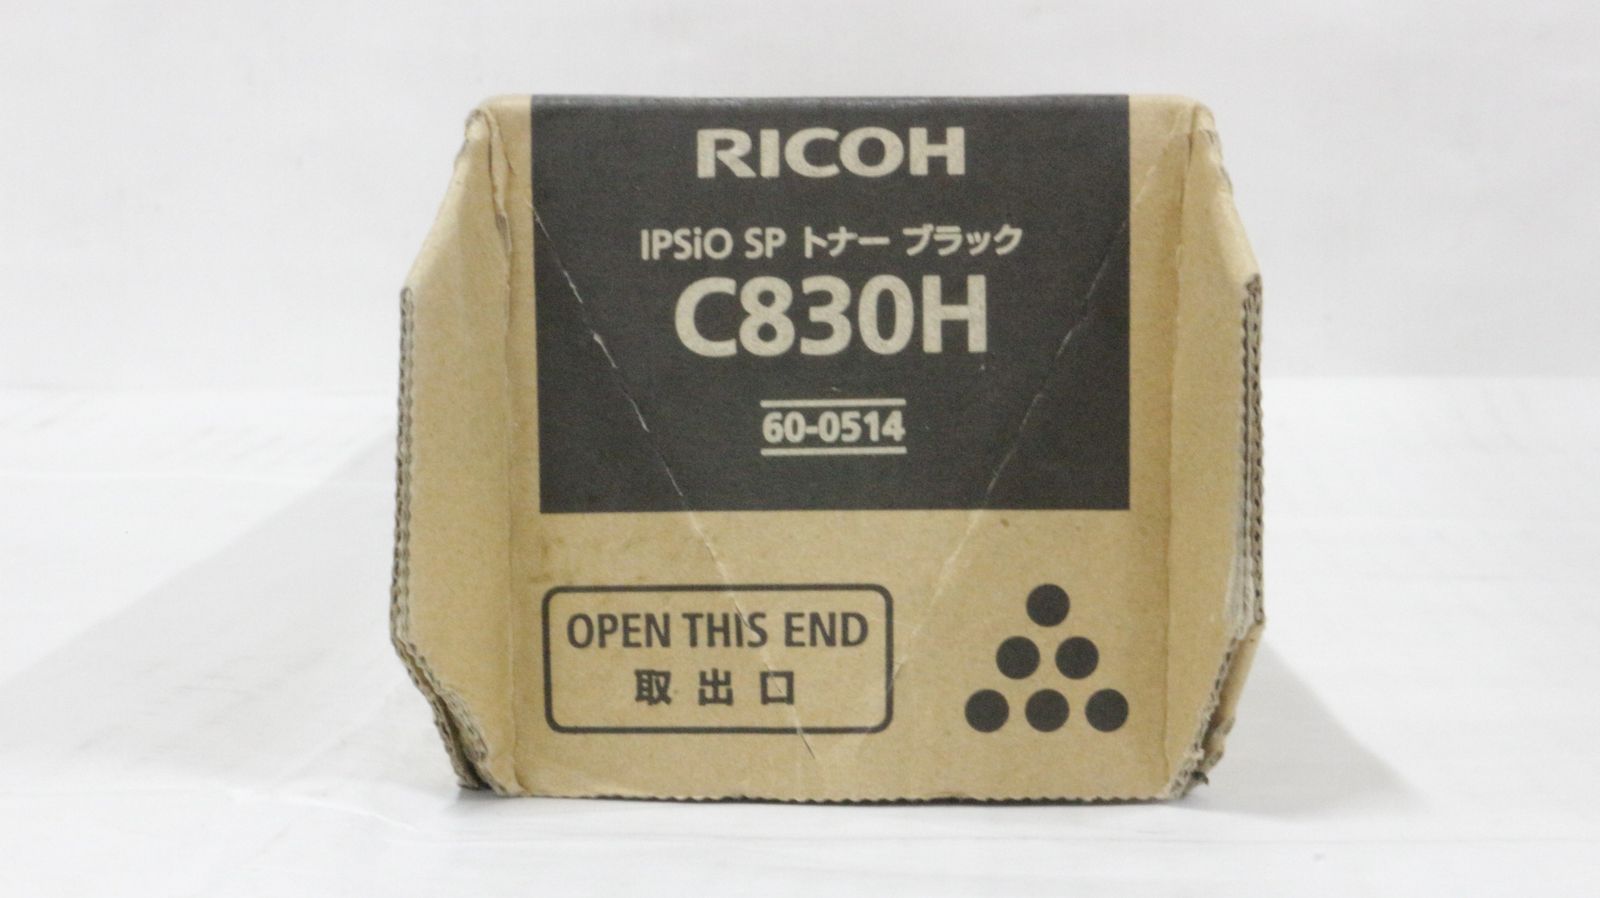 RICOH
IPSiO SP トナー ブラック
C830H
60-0514
OPEN THIS END
取出口